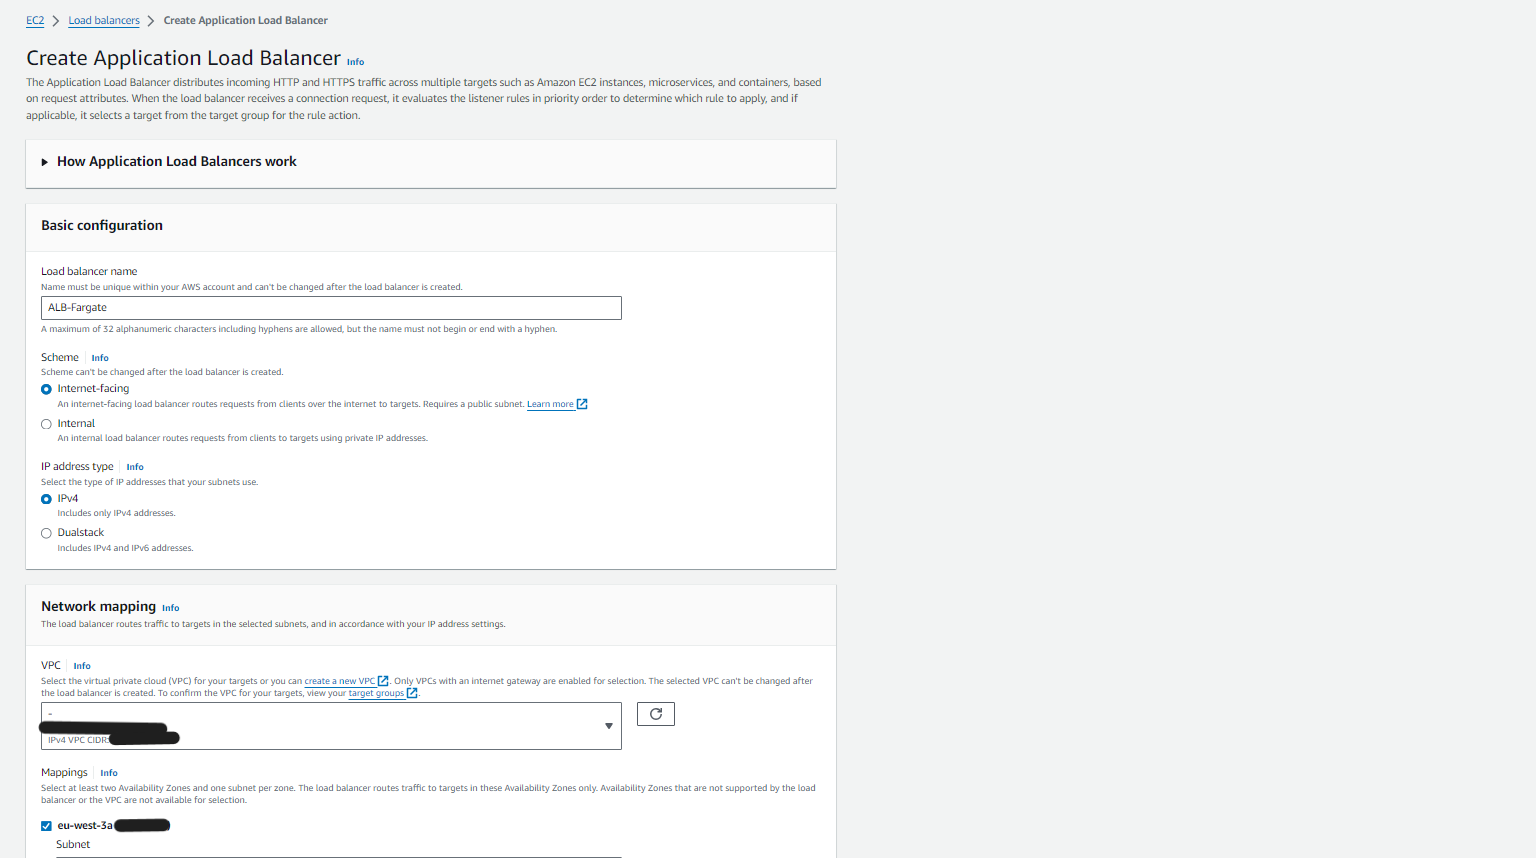 EC2 > Load balancers > Create Application Load Balancer
Create Application Load Balancer Info
The Application Load Balancer distributes incoming HTTP and HTTPS traffic across multiple targets such as Amazon EC2 instances, microservices, and containers, based
on request attributes. When the load balancer receives a connection request, it evaluates the listener rules in priority order to determine which rule to apply, and if
applicable, it selects a target from the target group for the rule action.
How Application Load Balancers work
Basic configuration
Load balancer name
Name must be unique within your AWS account and can't be changed after the load balancer is created.
ALB-Fargate
A maximum of 32 alphanumeric characters including hyphens are allowed, but the name must not begin or end with a hyphen.
Scheme Info
Scheme can't be changed after the load balancer is created.
Internet-facing
An internet-facing load balancer routes requests from clients over the internet to targets. Requires a public subnet. Learn more
Internal
An internal load balancer routes requests from clients to targets using private IP addresses.
IP address type Info
Select the type of IP addresses that your subnets use.
IPv4
Includes only IPv4 addresses.
Dualstack
Includes IPv4 and IPv6 addresses.
Network mapping Info
The load balancer routes traffic to targets in the selected subnets, and in accordance with your IP address settings.
VPC Info
Select the virtual private cloud (VPC) for your targets or you can create a new VPC. Only VPCs with an internet gateway are enabled for selection. The selected VPC can't be changed after
the load balancer is created. To confirm the VPC for your targets, view your target groups.
-
IPv4 VPC CIDR:
Mappings Info
Select at least two Availability Zones and one subnet per zone. The load balancer routes traffic to targets in these Availability Zones only. Availability Zones that are not supported by the load
balancer or the VPC are not available for selection.
eu-west-3a
Subnet